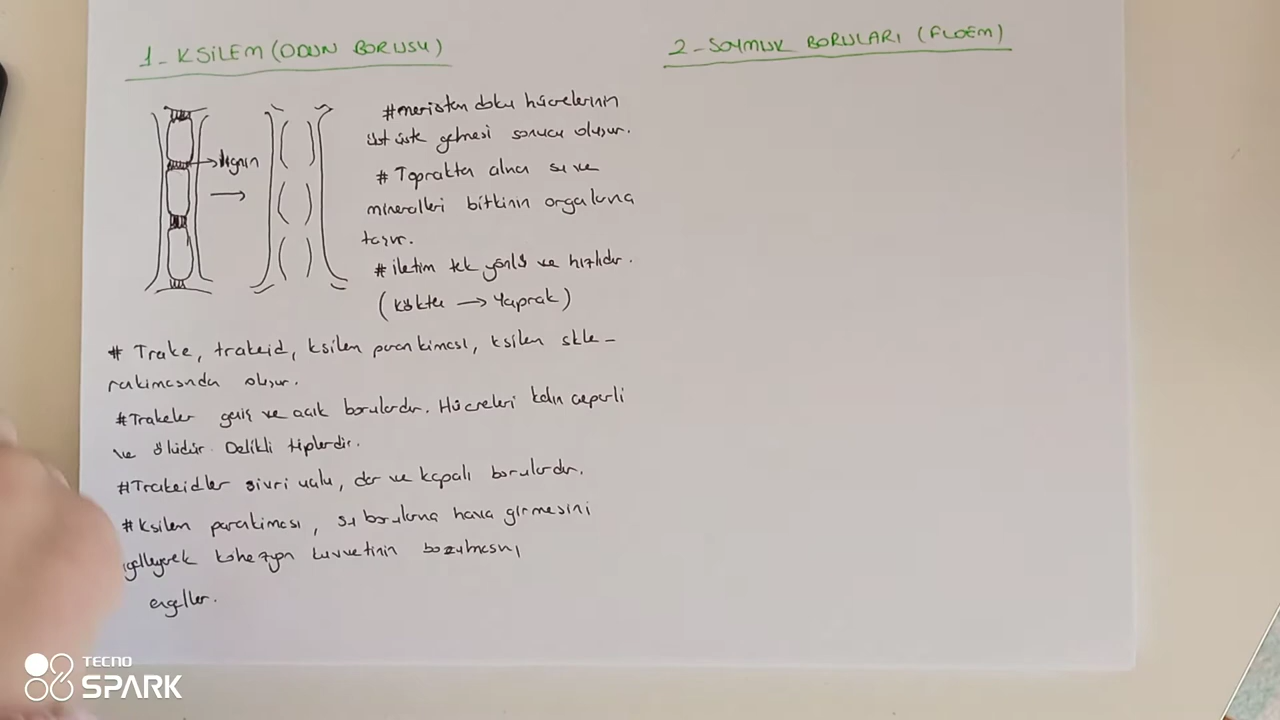 1_ KSİLEM (ODUN BORUSU)
#meristem doku hücrelerinin
üst üste gelmesi sonucu oluşur.
# Topraktan alınan su ve
mineralleri bitkinin organlarına
taşır.
# iletim tek yönlü ve hızlıdır.
(Kökten → Yaprak)
lignin
# Trake, trakeid, ksilem parankiması, ksilem skle-
rankimasından oluşur.
#Trakeler geniş ve açık borulardır. Hücreleri kalın çeperli
ve ölüdür. Delikli tiplerdir.
#Trakeidler sivri uçlu, dar ve kapalı borulardır.
#Ksilem parankiması, su borularına hava girmesini
engelleyerek kohezyon kuvvetinin bozulmasını
engeller.
2_SOYMUK BORULARI (FLOEM)
TECNO
SPARK